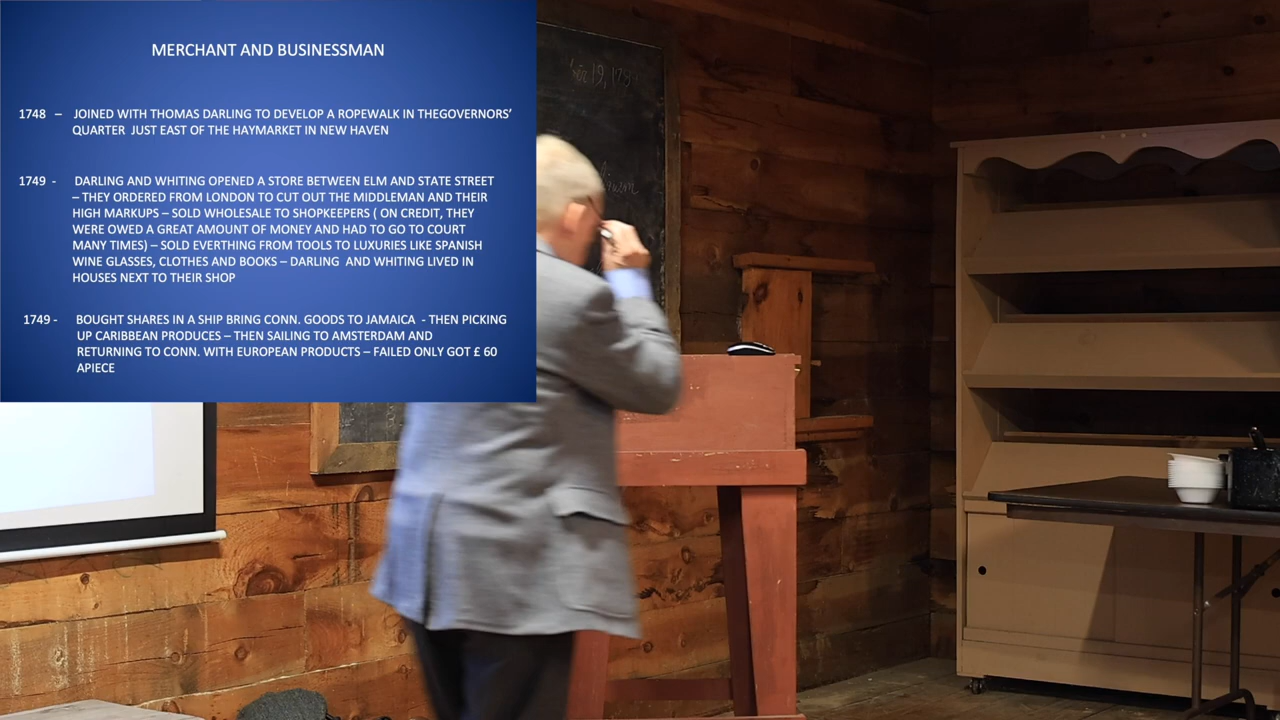 MERCHANT AND BUSINESSMAN
1748 – JOINED WITH THOMAS DARLING TO DEVELOP A ROPEWALK IN THEGOVERNORS’
QUARTER JUST EAST OF THE HAYMARKET IN NEW HAVEN
1749 - DARLING AND WHITING OPENED A STORE BETWEEN ELM AND STATE STREET
– THEY ORDERED FROM LONDON TO CUT OUT THE MIDDLEMAN AND THEIR
HIGH MARKUPS – SOLD WHOLESALE TO SHOPKEEPERS ( ON CREDIT, THEY
WERE OWED A GREAT AMOUNT OF MONEY AND HAD TO GO TO COURT
MANY TIMES) – SOLD EVERTHING FROM TOOLS TO LUXURIES LIKE SPANISH
WINE GLASSES, CLOTHES AND BOOKS – DARLING AND WHITING LIVED IN
HOUSES NEXT TO THEIR SHOP
1749 - BOUGHT SHARES IN A SHIP BRING CONN. GOODS TO JAMAICA - THEN PICKING
UP CARIBBEAN PRODUCES – THEN SAILING TO AMSTERDAM AND
RETURNING TO CONN. WITH EUROPEAN PRODUCTS – FAILED ONLY GOT £ 60
APIECE